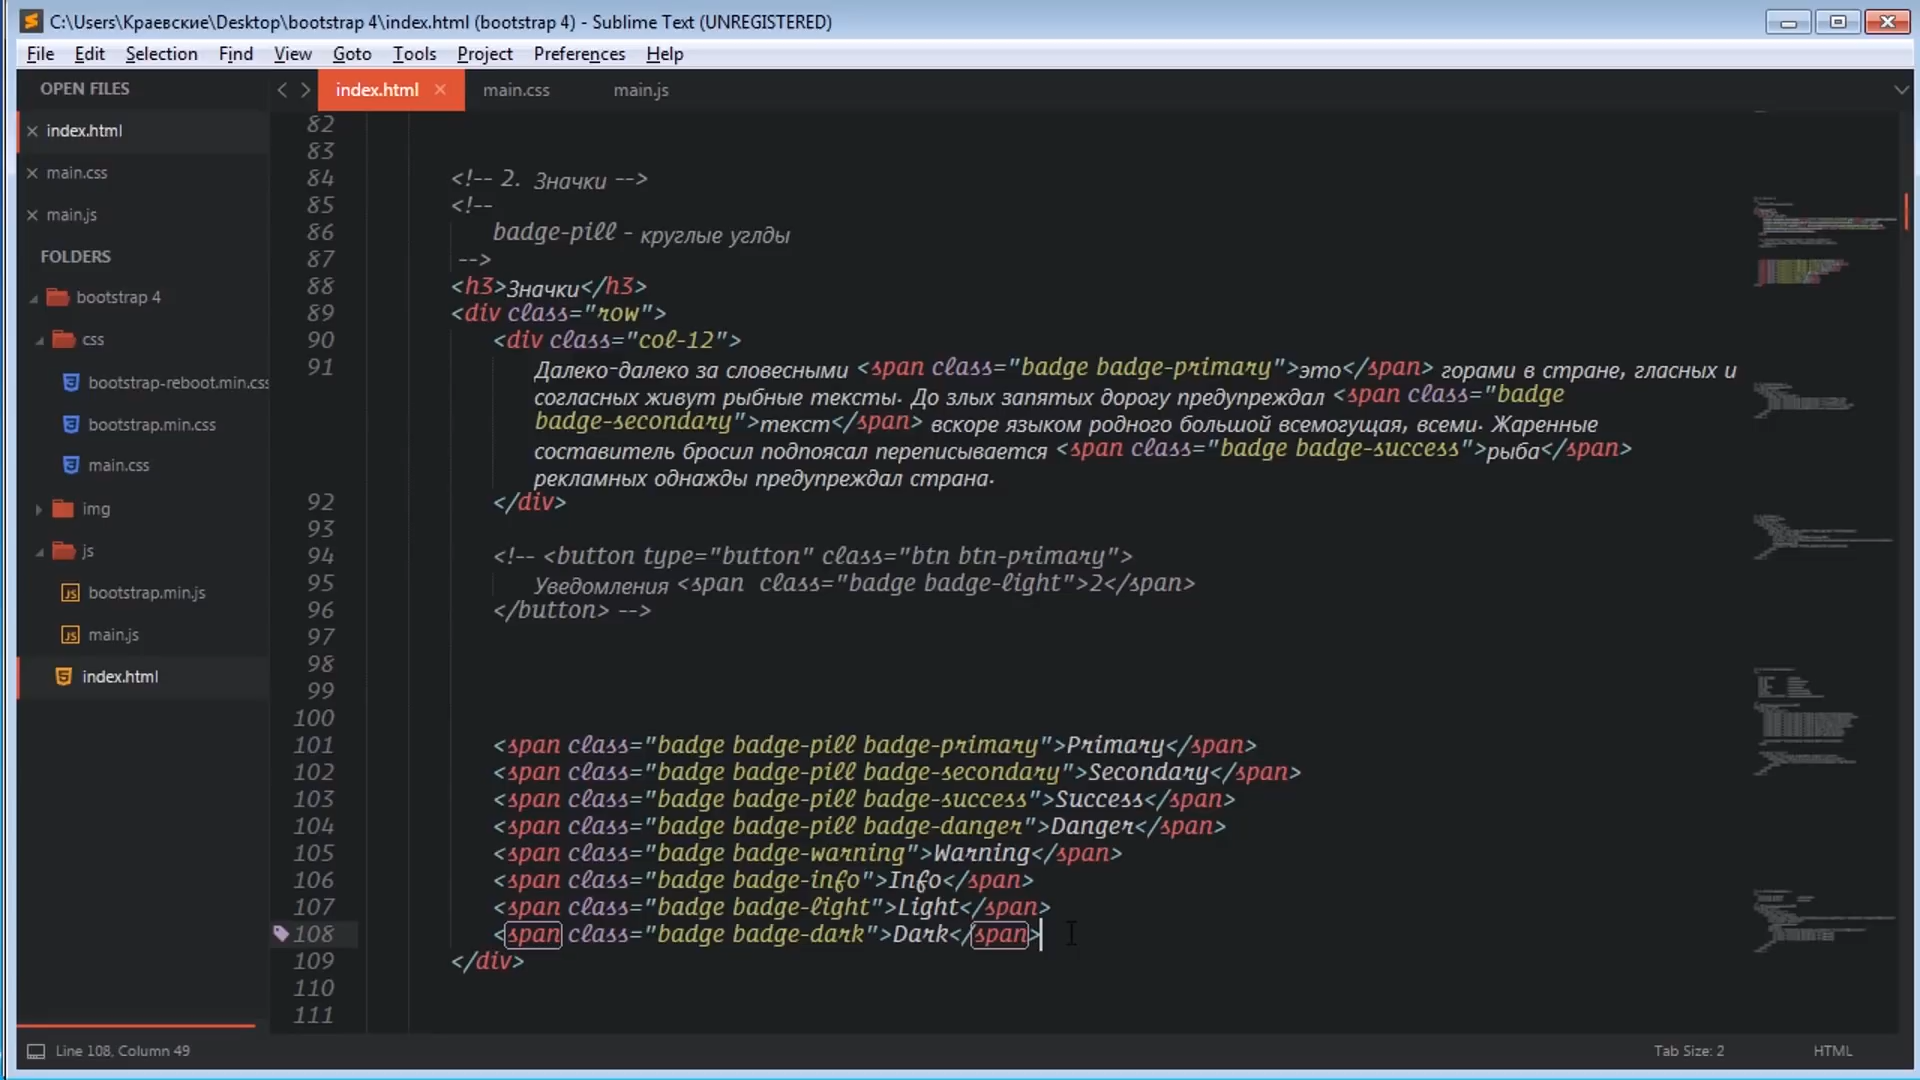 C:\Users\Краевские\Desktop\bootstrap 4\index.html (bootstrap 4) - Sublime Text (UNREGISTERED)
File Edit Selection Find View Goto Tools Project Preferences Help
OPEN FILES
index.html
main.css
main.js
FOLDERS
bootstrap 4
css
bootstrap-reboot.min.css
bootstrap.min.css
main.css
img
js
bootstrap.min.js
main.js
index.html
index.html main.css main.js
82
83
84 <!-- 2. Значки -->
85 <!--
86 badge-pill - круглые углды
87 -->
88 <h3>Значки</h3>
89 <div class="row">
90 <div class="col-12">
91 Далеко-далеко за словесными <span class="badge badge-primary">это</span> горами в стране, гласных и
согласных живут рыбные тексты. До злых запятых дорогу предупреждал <span class="badge
badge-secondary">текст</span> вскоре языком родного большой всемогущая, всеми. Жаренные
составитель бросил подпоясал переписывается <span class="badge badge-success">рыба</span>
рекламных однажды предупреждал страна.
92 </div>
93
94 <!-- <button type="button" class="btn btn-primary">
95 Уведомления <span class="badge badge-light">2</span>
96 </button> -->
97
98
99
100
101 <span class="badge badge-pill badge-primary">Primary</span>
102 <span class="badge badge-pill badge-secondary">Secondary</span>
103 <span class="badge badge-pill badge-success">Success</span>
104 <span class="badge badge-pill badge-danger">Danger</span>
105 <span class="badge badge-warning">Warning</span>
106 <span class="badge badge-info">Info</span>
107 <span class="badge badge-light">Light</span>
108 <span class="badge badge-dark">Dark</span>
109 </div>
110
111
Line 108, Column 49
Tab Size: 2
HTML